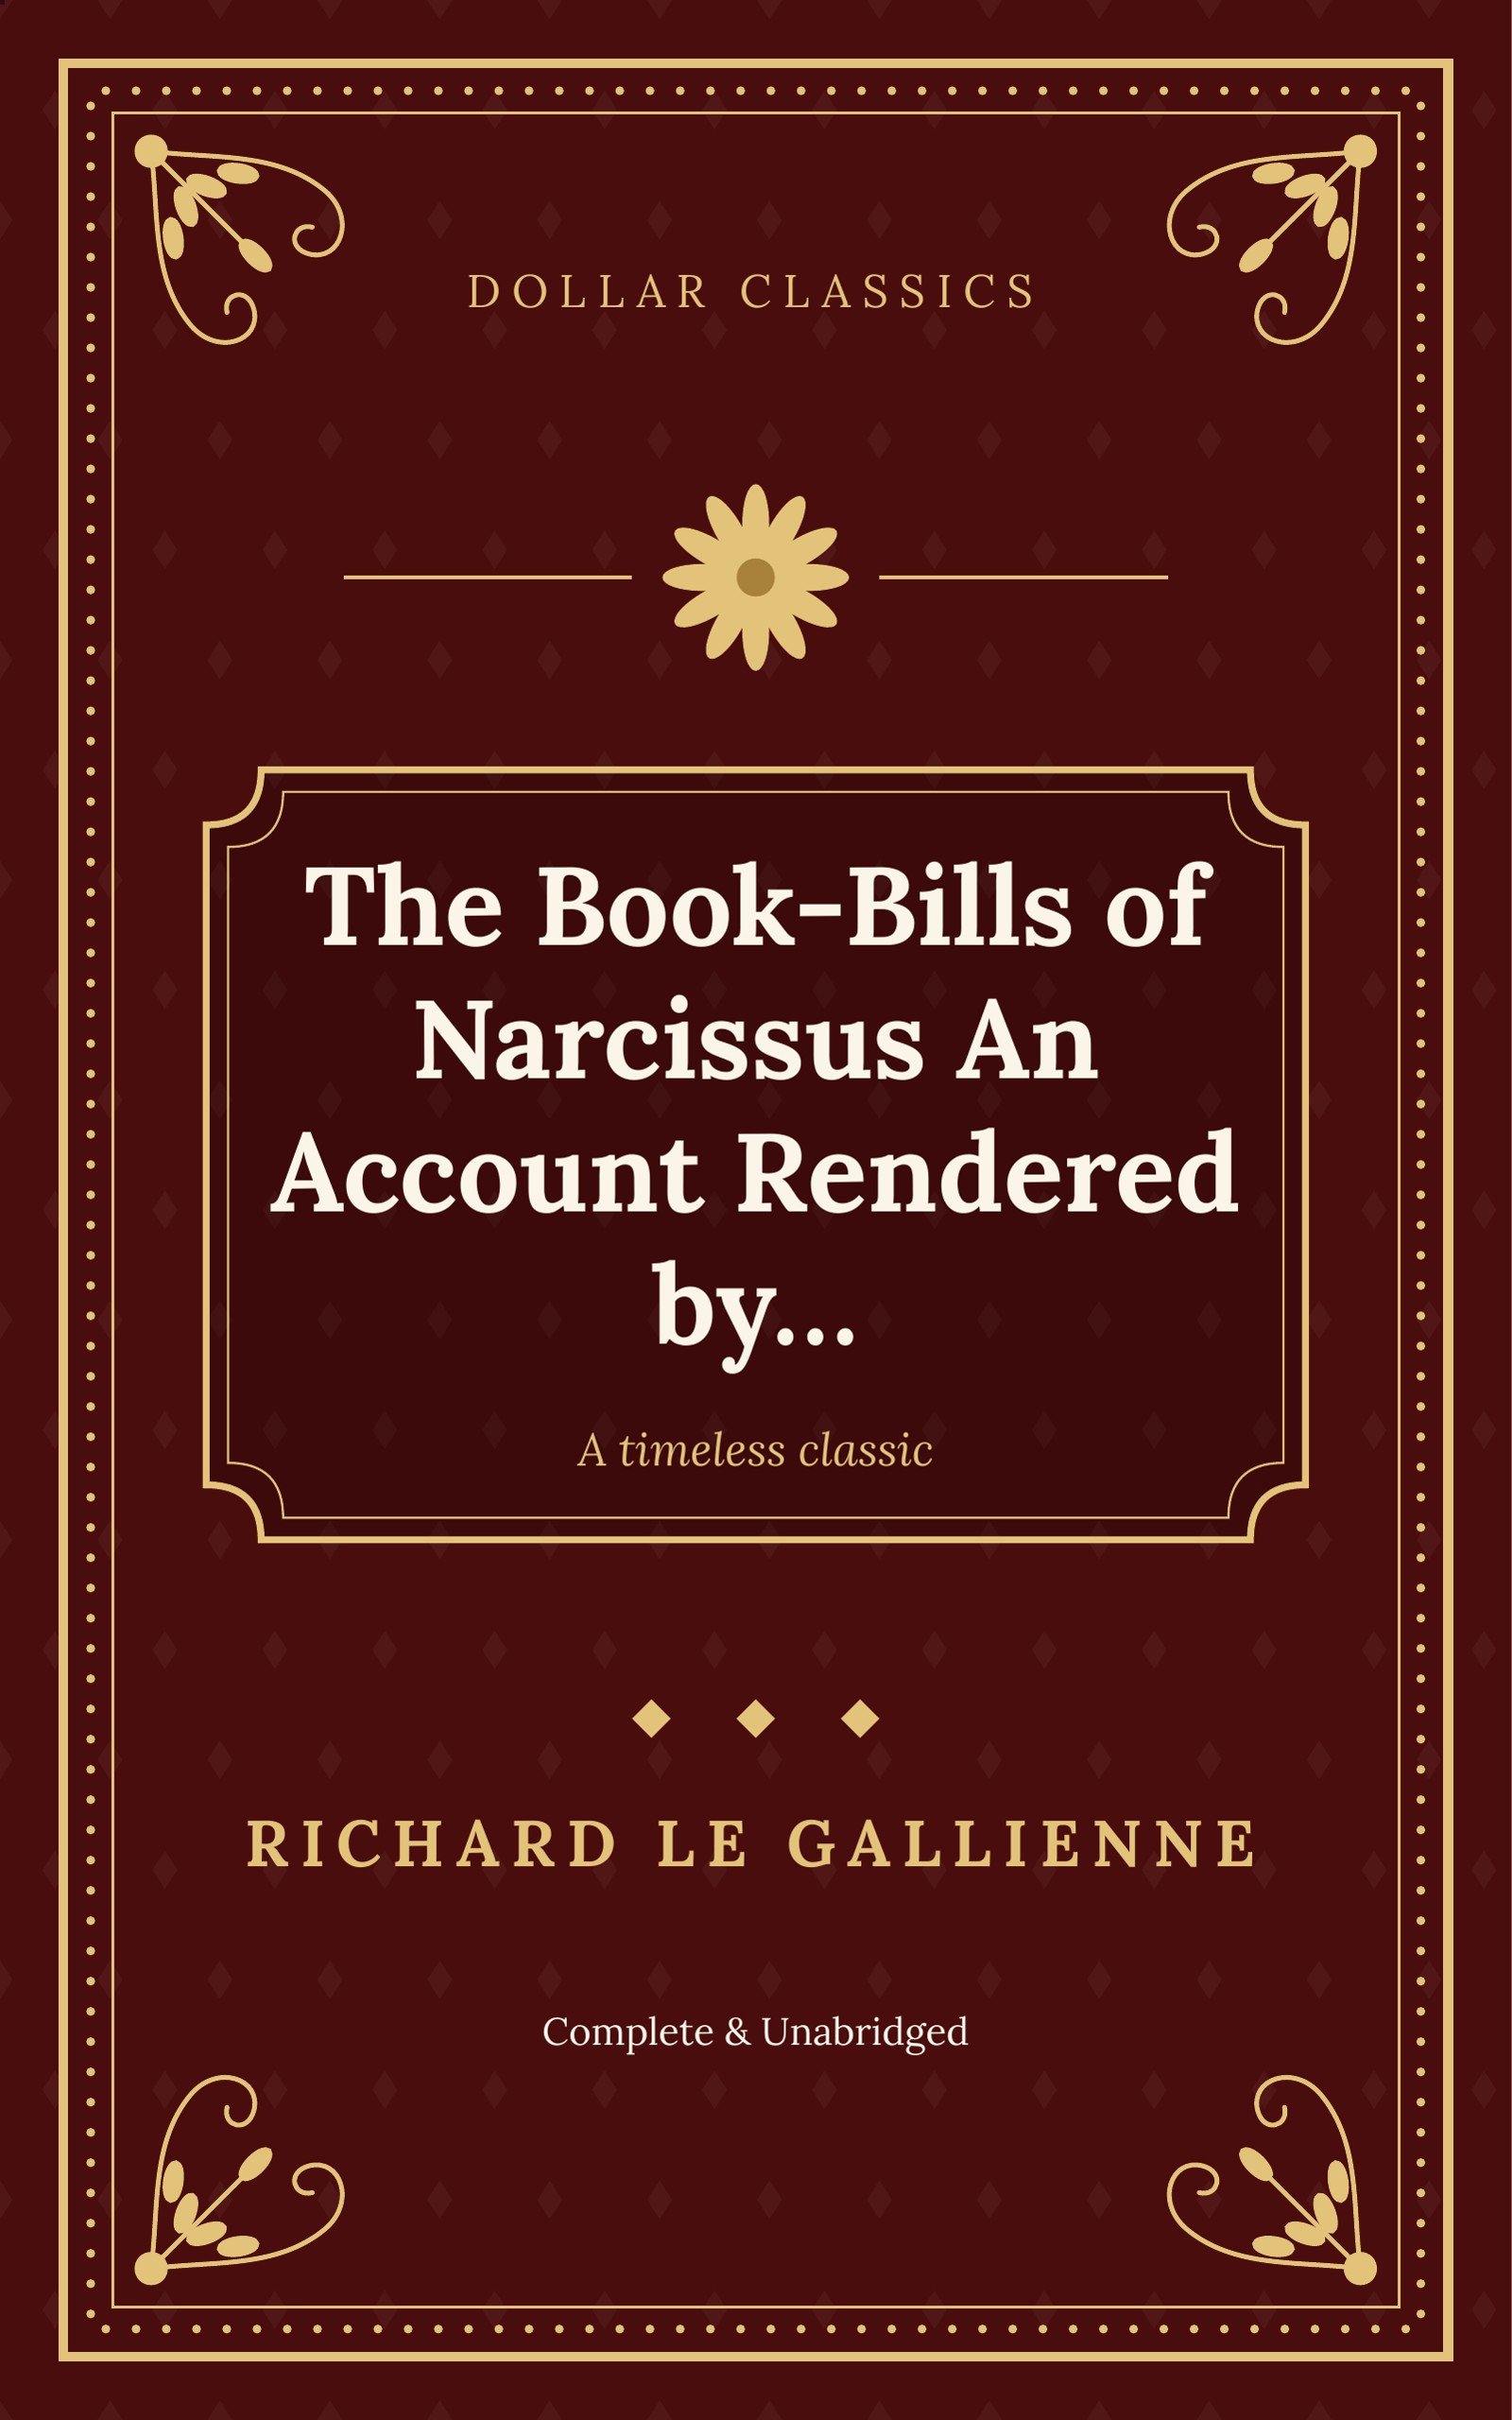 DOLLAR CLASSICS
The Book-Bills of
Narcissus An
Account Rendered
by...
A timeless classic
RICHARD LE GALLIENNE
Complete & Unabridged